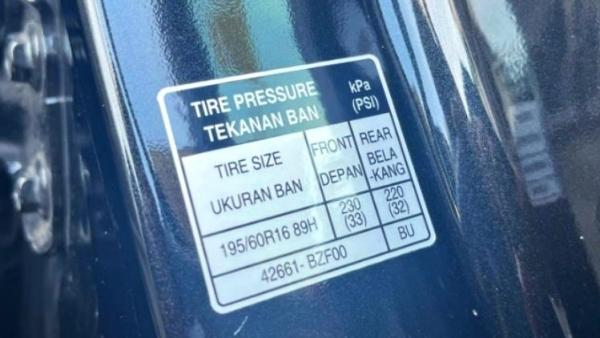 TIRE PRESSURE kPa
TEKANAN BAN (PSI)
TIRE SIZE FRONT REAR
UKURAN BAN DEPAN BELA
-KANG
195/60R16 89H 230 220
(33) (32)
42661- BZF00 BU